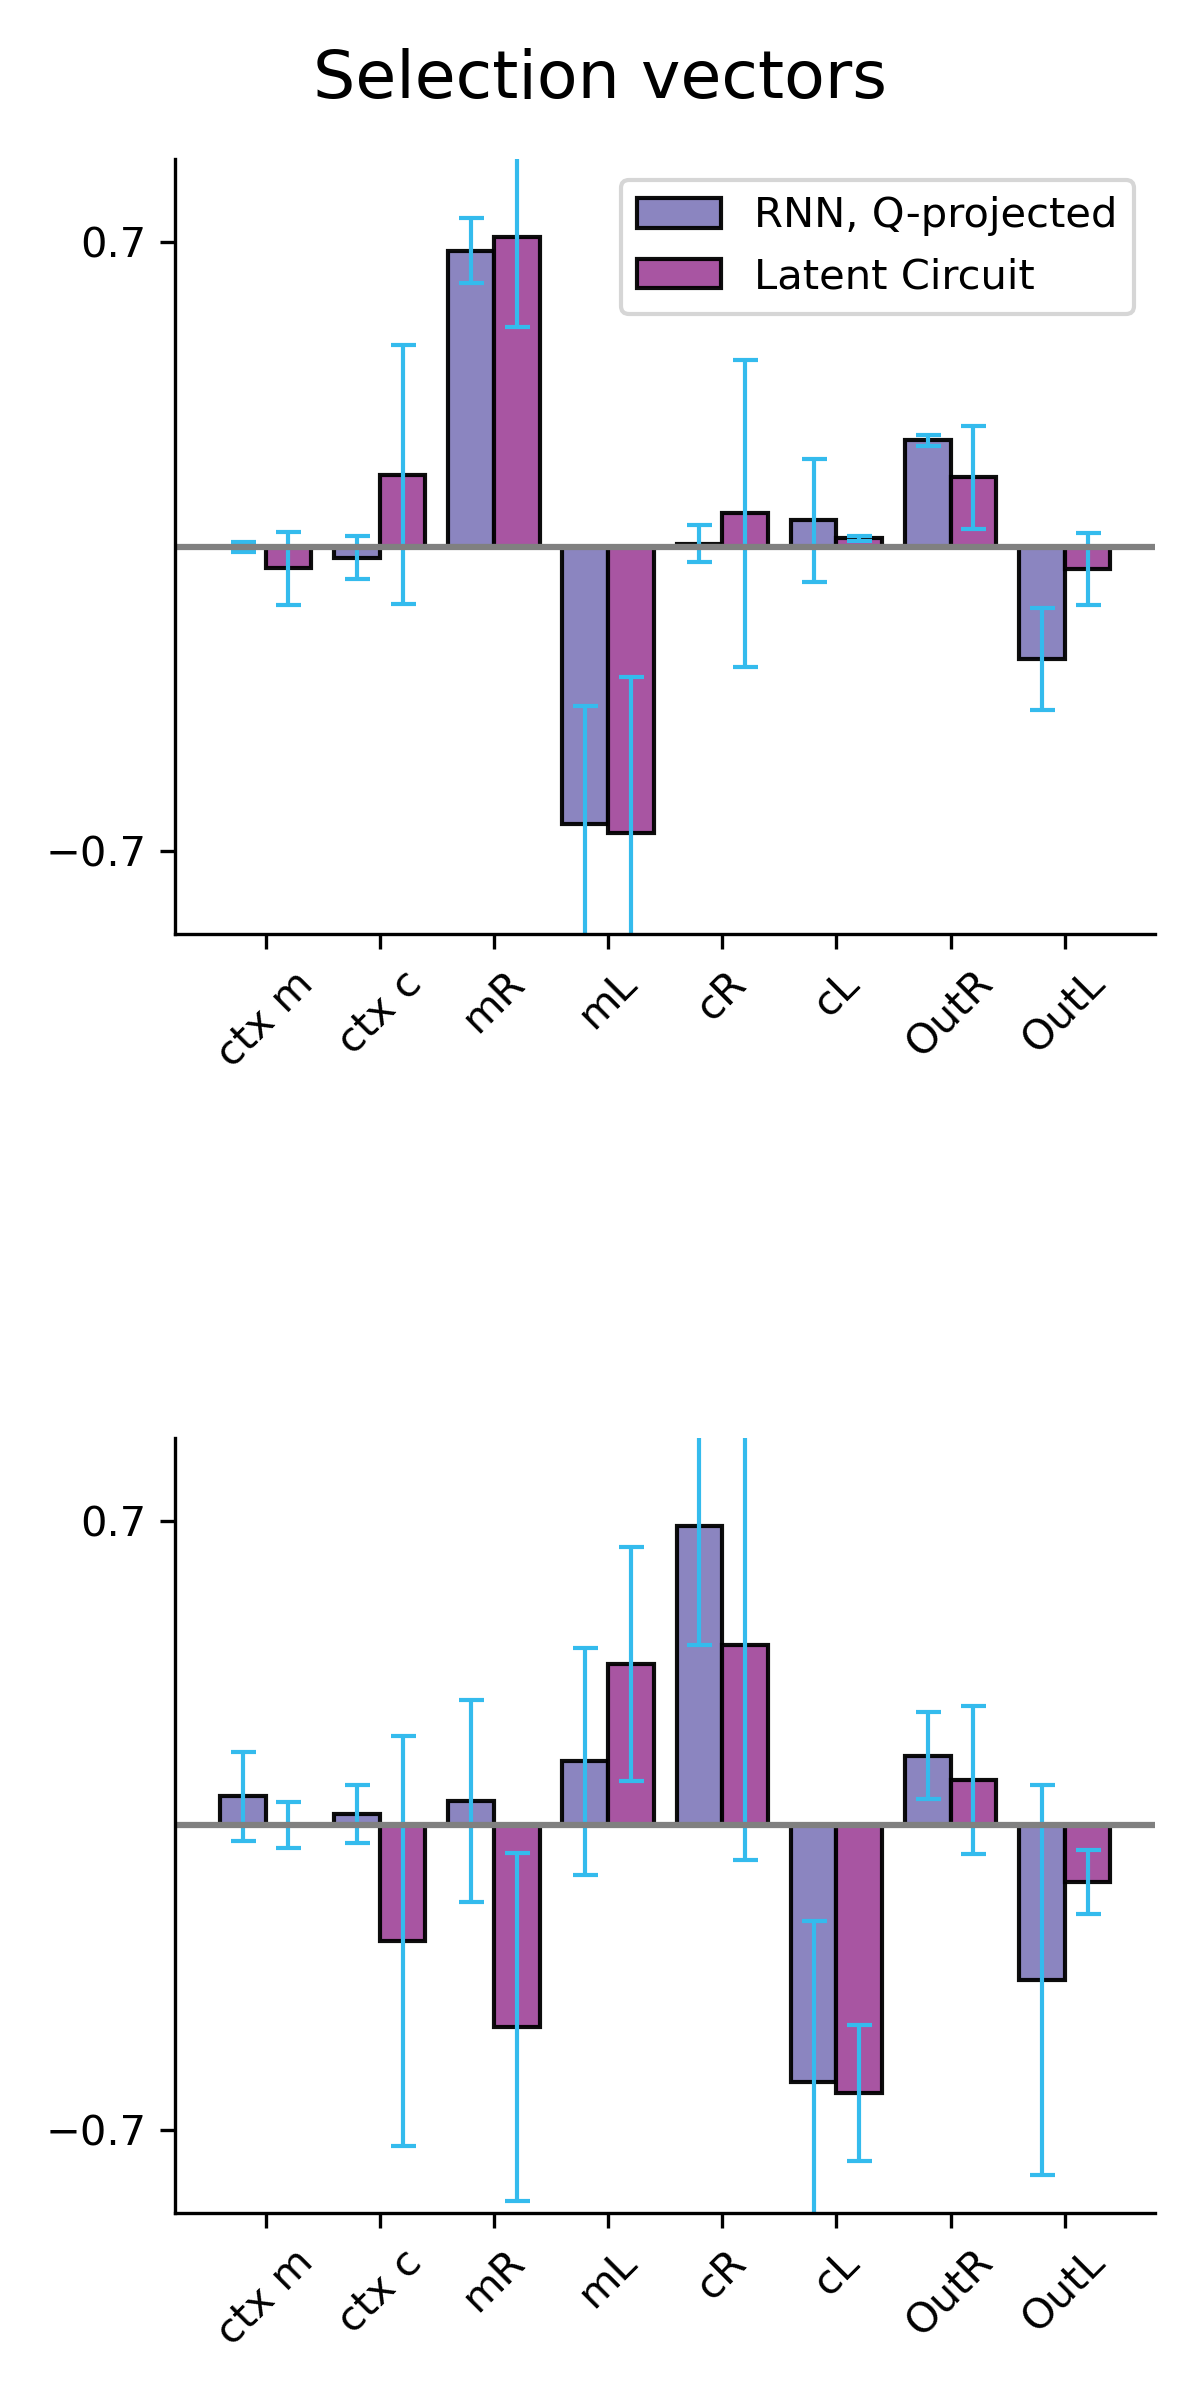 Selection vectors
RNN, Q-projected
Latent Circuit
0.7
−0.7
ctx m
ctx c
mR
mL
cR
cL
OutR
OutL
0.7
−0.7
ctx m
ctx c
mR
mL
cR
cL
OutR
OutL